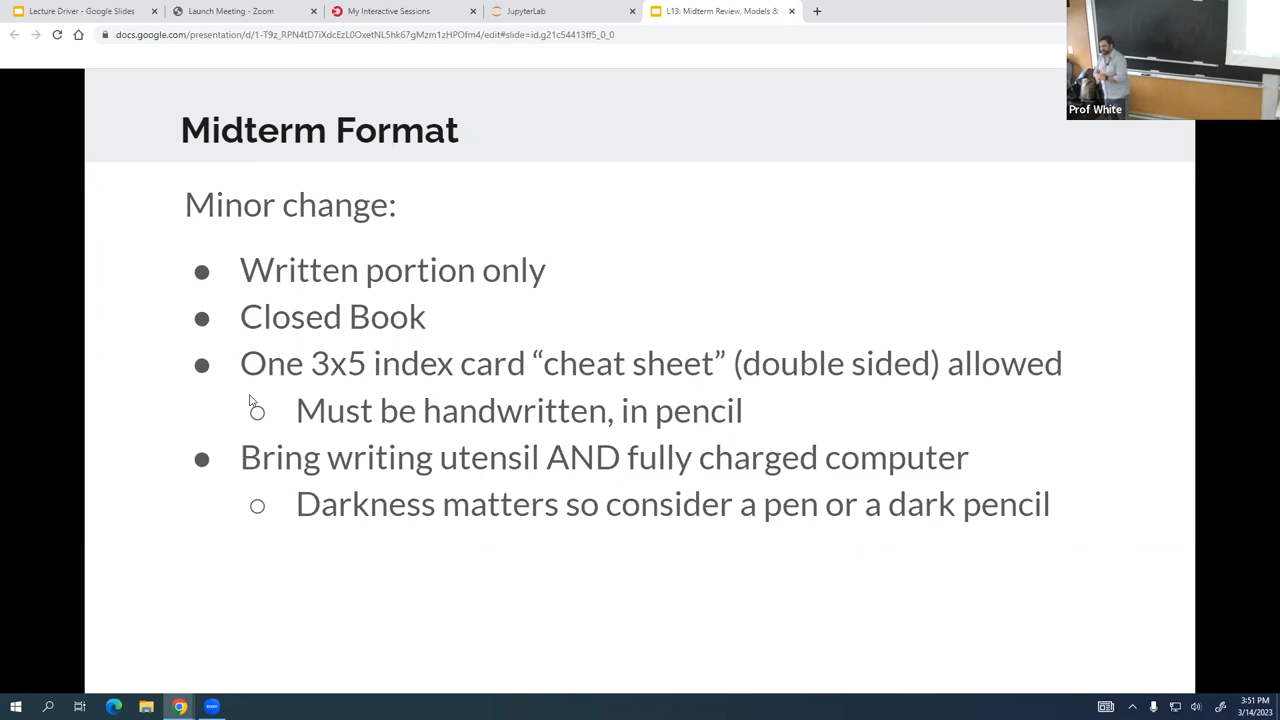 Lecture Driver - Google Slides
Launch Meeting - Zoom
My Interactive Sessions
JupyterLab
L13: Midterm Review, Models &
docs.google.com/presentation/d/1-T9z_RPN4tD7iXdcEzL0OxetNL5hk67gMzm1zHPOfm4/edit#slide=id.g21c54413ff5_0_0
Prof White
Midterm Format
Minor change:
● Written portion only
● Closed Book
● One 3x5 index card “cheat sheet” (double sided) allowed
○ Must be handwritten, in pencil
● Bring writing utensil AND fully charged computer
○ Darkness matters so consider a pen or a dark pencil
3:51 PM
3/14/2023